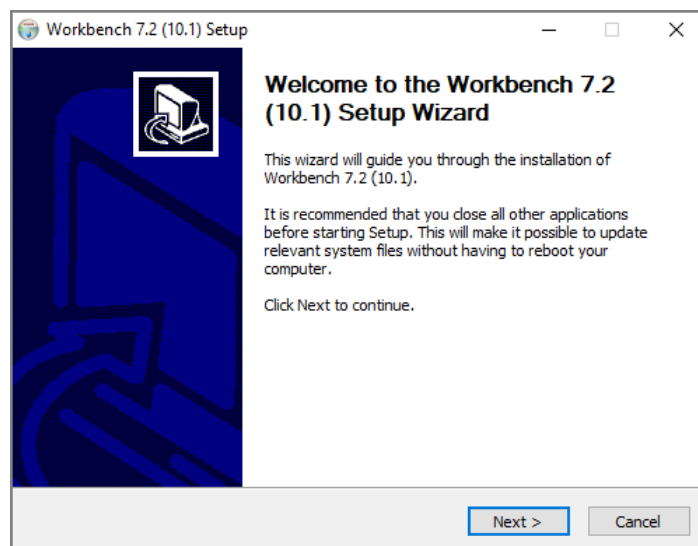 Workbench 7.2 (10.1) Setup
Welcome to the Workbench 7.2
(10.1) Setup Wizard
This wizard will guide you through the installation of
Workbench 7.2 (10.1).
It is recommended that you close all other applications
before starting Setup. This will make it possible to update
relevant system files without having to reboot your
computer.
Click Next to continue.
Next >
Cancel